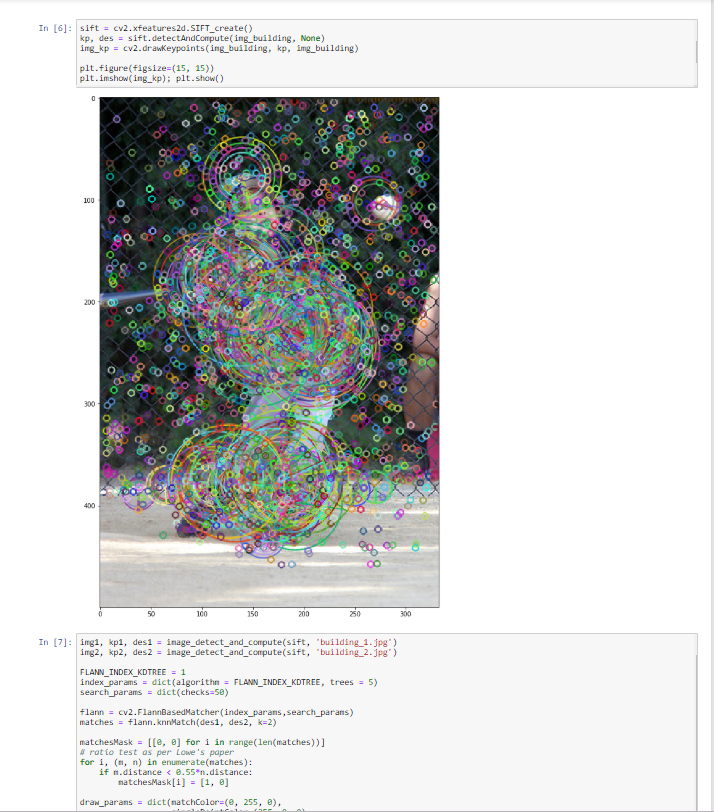 In [6]: sift = cv2.xfeatures2d.SIFT_create()
kp, des = sift.detectAndCompute(img_building, None)
img_kp = cv2.drawKeypoints(img_building, kp, img_building)
plt.figure(figsize=(15, 15))
plt.imshow(img_kp); plt.show()
0
100
200
300
400
0 50 100 150 200 250 300
In [7]: img1, kp1, des1 = image_detect_and_compute(sift, 'building_1.jpg')
img2, kp2, des2 = image_detect_and_compute(sift, 'building_2.jpg')
FLANN_INDEX_KDTREE = 1
index_params = dict(algorithm = FLANN_INDEX_KDTREE, trees = 5)
search_params = dict(checks=50)
flann = cv2.FlannBasedMatcher(index_params,search_params)
matches = flann.knnMatch(des1, des2, k=2)
matchesMask = [[0, 0] for i in range(len(matches))]
# ratio test as per Lowe's paper
for i, (m, n) in enumerate(matches):
if m.distance < 0.55*n.distance:
matchesMask[i] = [1, 0]
draw_params = dict(matchColor=(0, 255, 0),